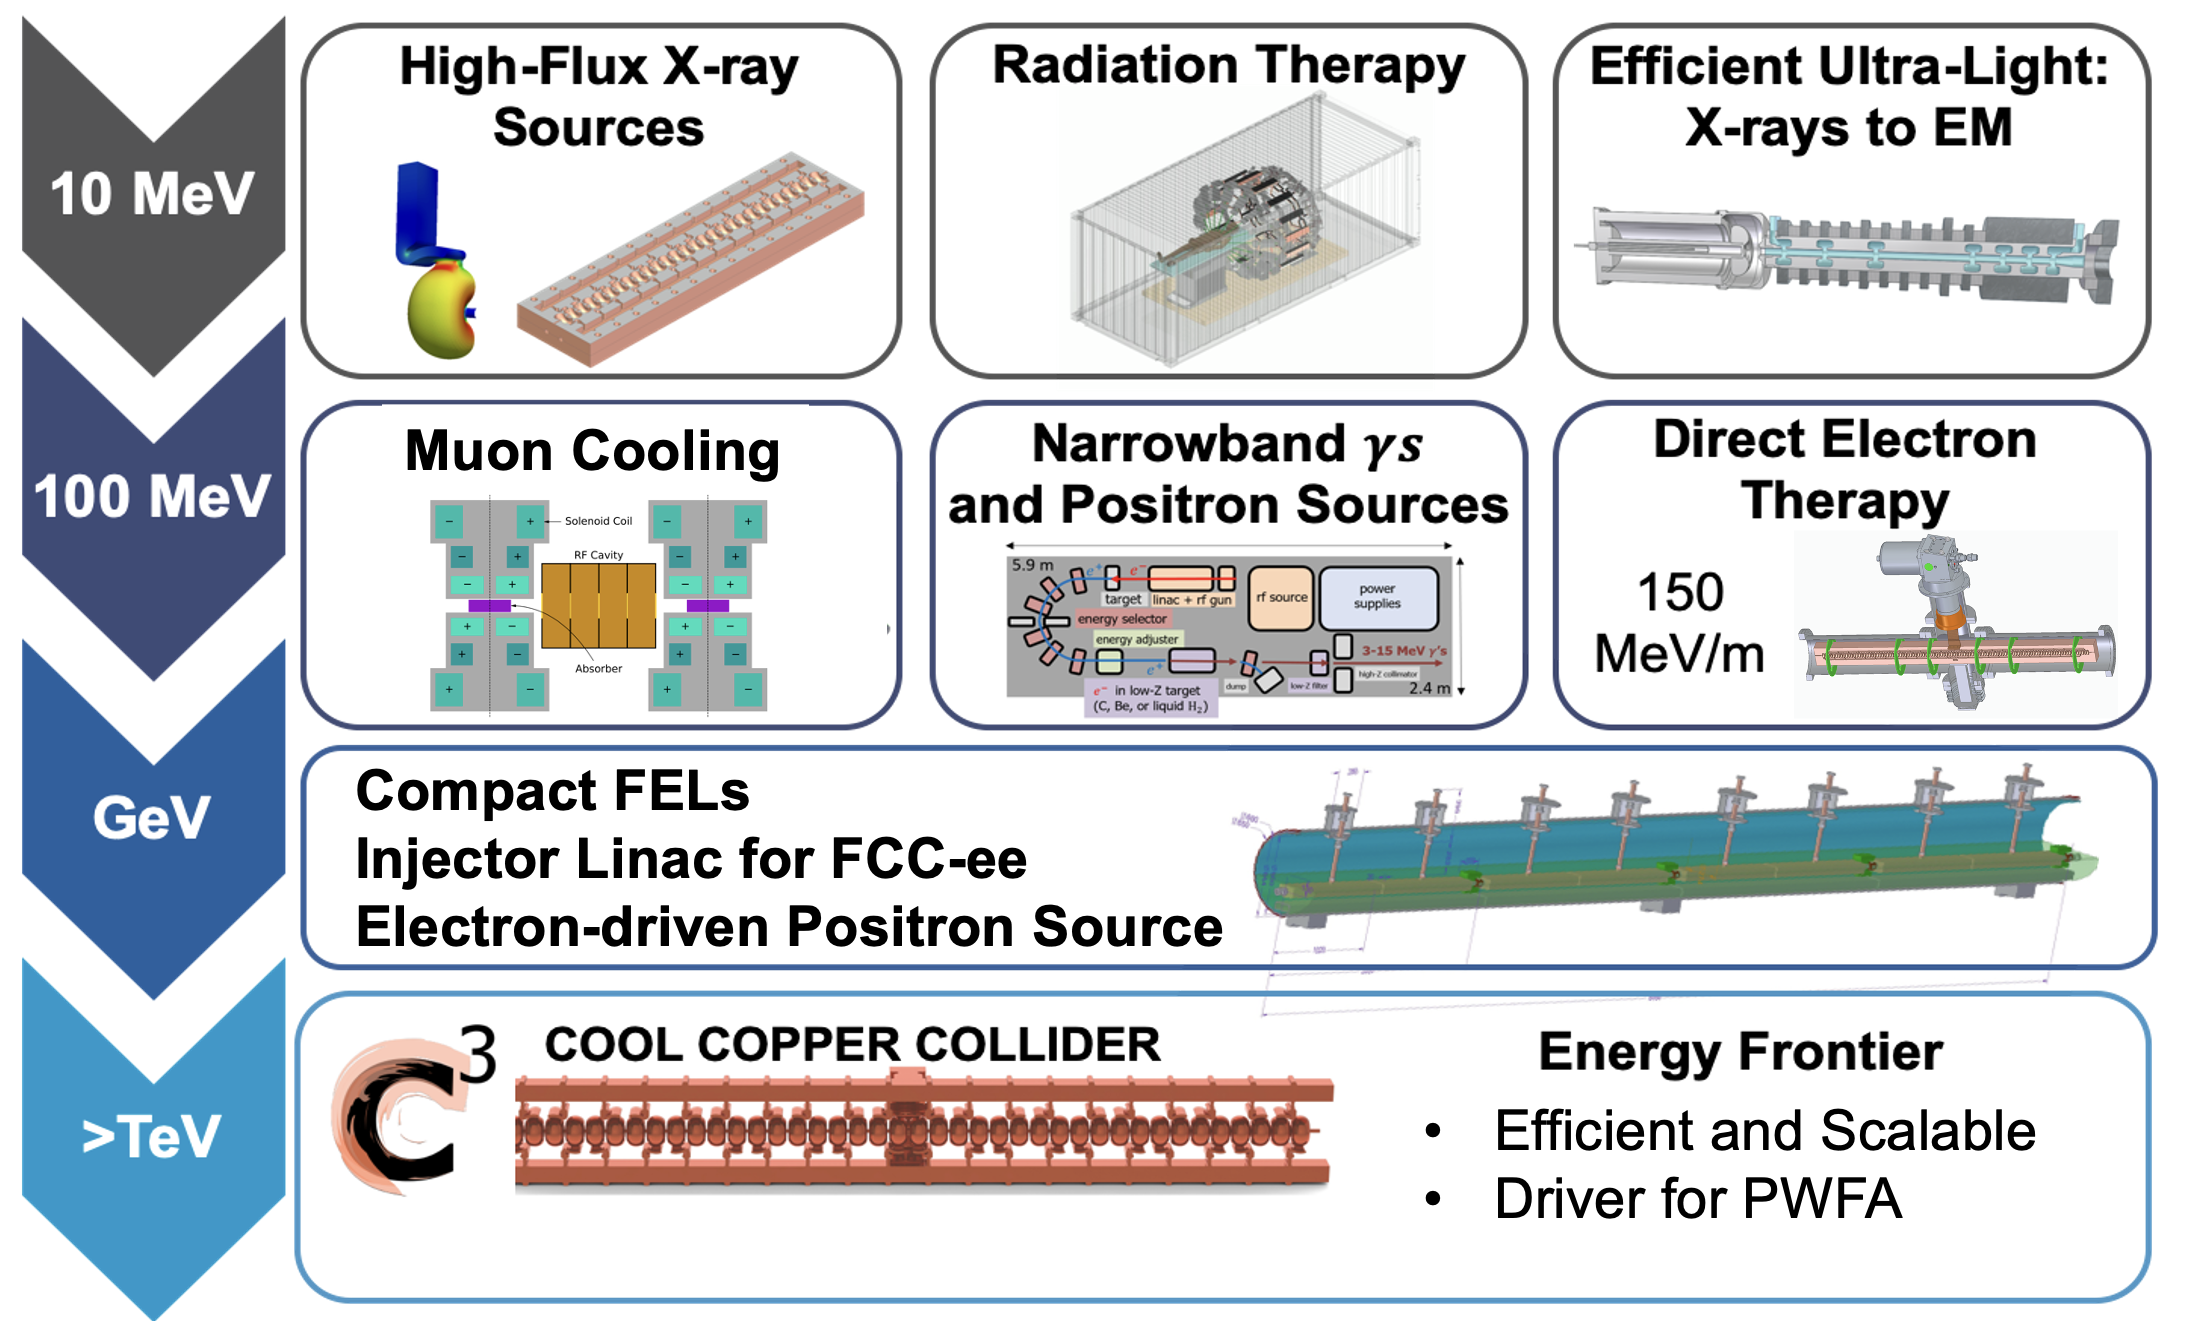 10 MeV
High-Flux X-ray
Sources
Radiation Therapy
Efficient Ultra-Light:
X-rays to EM
100 MeV
Muon Cooling
- + Solenoid Coil - +
- + - +
RF Cavity
- + - +
+ - + -
+ - + -
Absorber
+ - + -
Narrowband γs
and Positron Sources
5.9 m
e⁺ e⁻
target linac + rf gun
rf source
power
supplies
energy selector
energy adjuster
e⁺
3-15 MeV γ's
dump
low-Z filter
high-Z collimator
2.4 m
e⁻ in low-Z target
(C, Be, or liquid H₂)
Direct Electron
Therapy
150
MeV/m
GeV
Compact FELs
Injector Linac for FCC-ee
Electron-driven Positron Source
>TeV
C³
COOL COPPER COLLIDER
Energy Frontier
• Efficient and Scalable
• Driver for PWFA